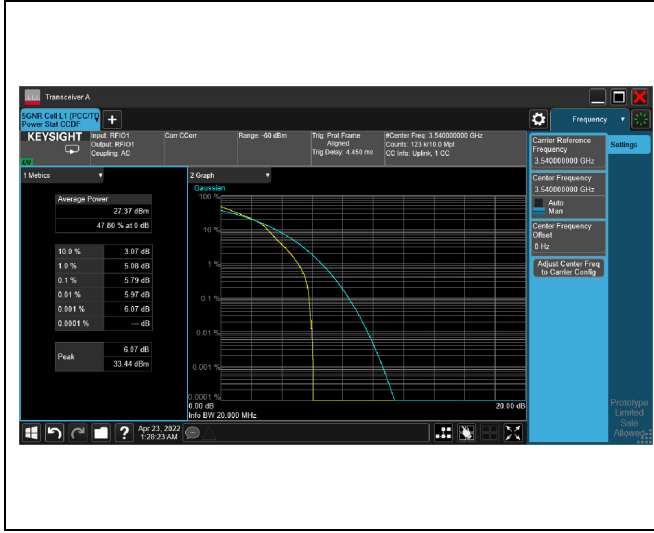 Transceiver A
5GNR Cell L1 (PCC/TD
Power Stat CCDF
KEYSIGHT
Input: RFIO1
Output: RFIO1
Coupling: AC
Corr CCorr
Range: -60 dBm
Trig: Prot Frame
Aligned
Trig Delay: 4.450 ms
#Center Freq: 3.540000000 GHz
Counts: 123 k/10.0 Mpt
CC Info: Uplink, 1 CC
1 Metrics
Average Power
27.37 dBm
47.80 % at 0 dB
10.0 % 3.07 dB
1.0 % 5.08 dB
0.1 % 5.79 dB
0.01 % 5.97 dB
0.001 % 6.07 dB
0.0001 % --- dB
Peak
6.07 dB
33.44 dBm
2 Graph
Gaussian
100 %
10 %
1 %
0.1 %
0.01 %
0.001 %
0.0001 %
0.00 dB
20.00 dB
Info BW 20.000 MHz
Frequency
Settings
Carrier Reference
Frequency
3.540000000 GHz
Center Frequency
3.540000000 GHz
Auto
Man
Center Frequency
Offset
0 Hz
Adjust Center Freq
to Carrier Config
Prototype
Limited
Sale
Allowed
?
Apr 23, 2022
1:28:23 AM